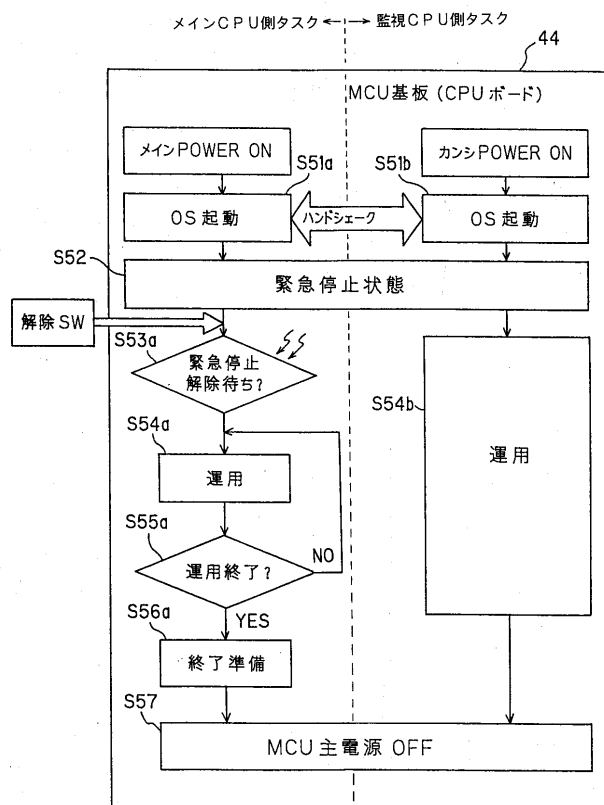 メインCPU側タスク
監視CPU側タスク
44
MCU基板(CPUボード)
メインPOWER ON
カンシPOWER ON
S51a
S51b
OS起動
ハンドシェーク
OS起動
S52
緊急停止状態
解除SW
S53a
緊急停止
解除待ち?
S54a
運用
S54b
運用
S55a
運用終了?
NO
YES
S56a
終了準備
S57
MCU主電源OFF